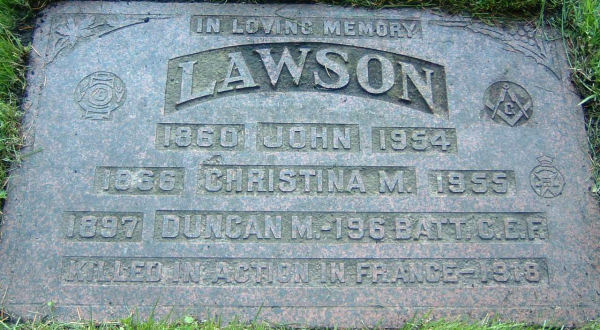 IN LOVING MEMORY
LAWSON
1860 JOHN 1954
1866 CHRISTINA M. 1955
1897 DUNCAN M.-196 BATT. C.E.F.
KILLED IN ACTION IN FRANCE-1918